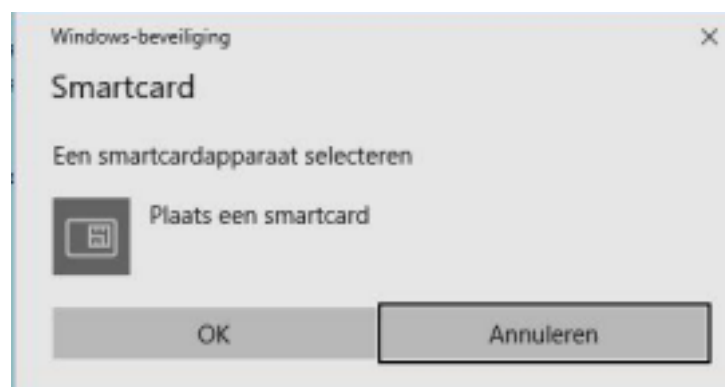 Windows-beveiliging
Smartcard
Een smartcardapparaat selecteren
Plaats een smartcard
OK
Annuleren